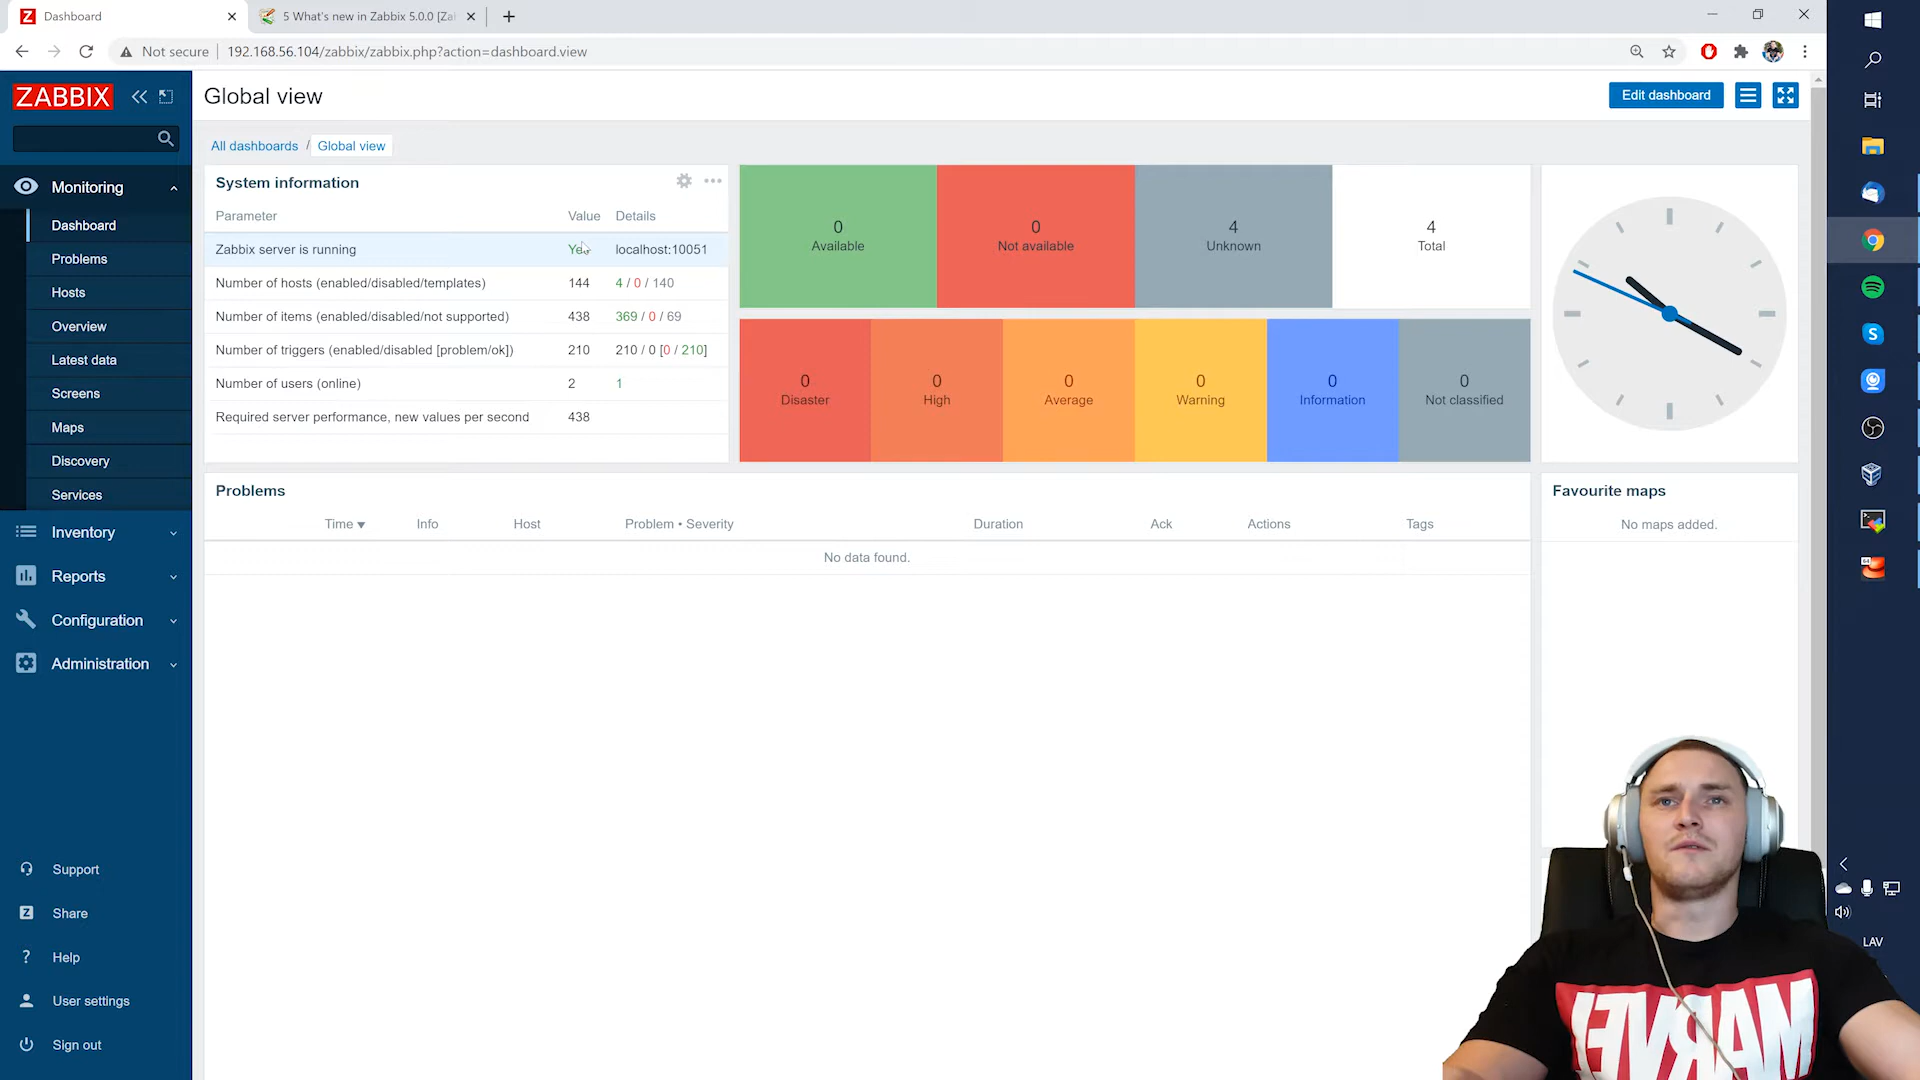 Dashboard
5 What's new in Zabbix 5.0.0 [Za
Not secure
192.168.56.104/zabbix/zabbix.php?action=dashboard.view
ZABBIX
Monitoring
Dashboard
Problems
Hosts
Overview
Latest data
Screens
Maps
Discovery
Services
Inventory
Reports
Configuration
Administration
Support
Share
Help
User settings
Sign out
Global view
Edit dashboard
All dashboards / Global view
System information
Parameter Value Details
Zabbix server is running Yes localhost:10051
Number of hosts (enabled/disabled/templates) 144 4 / 0 / 140
Number of items (enabled/disabled/not supported) 438 369 / 0 / 69
Number of triggers (enabled/disabled [problem/ok]) 210 210 / 0 [0 / 210]
Number of users (online) 2 1
Required server performance, new values per second 438
0 0 4 4
Available Not available Unknown Total
0 0 0 0 0 0
Disaster High Average Warning Information Not classified
Problems
Time Info Host Problem • Severity Duration Ack Actions Tags
No data found.
Favourite maps
No maps added.
LAV
MARVEL